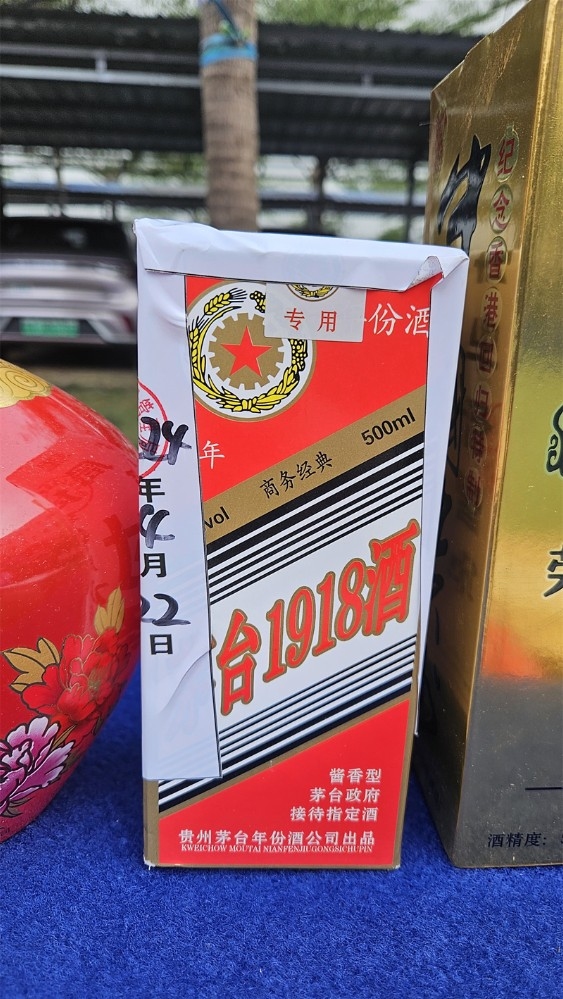 专用
份酒
年
500ml
商务经典
vol
台1918酒
24
年
月
22
日
酱香型
茅台政府
接待指定酒
贵州茅台年份酒公司出品
KWEICHOW MOUTAI NIANFENJIUGONGSICHUPIN
纪念香港回归
酒精度: